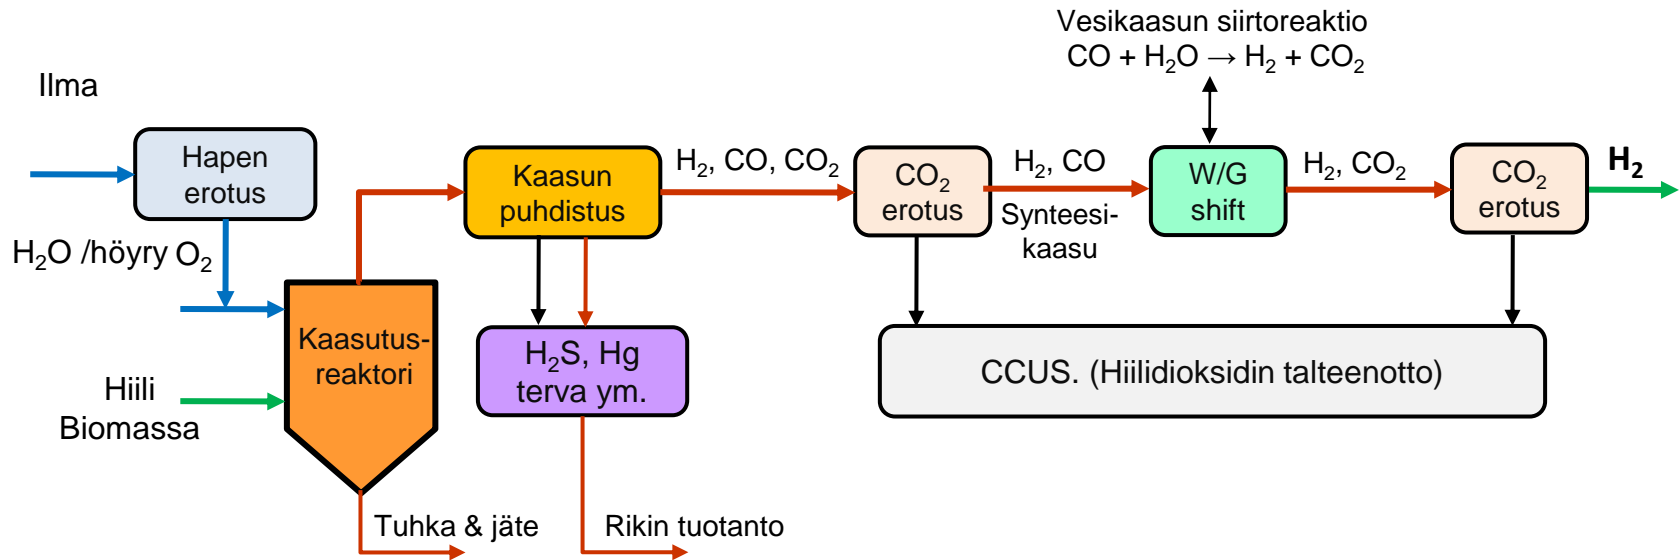 Vesikaasun siirtoreaktio
CO + H₂O → H₂ + CO₂
Ilma
Hapen
erotus
H₂O /höyry O₂
Kaasutus-
reaktori
Hiili
Biomassa
Tuhka & jäte
Kaasun
puhdistus
H₂S, Hg
terva ym.
Rikin tuotanto
H₂, CO, CO₂
CO₂
erotus
H₂, CO
Synteesi-
kaasu
W/G
shift
H₂, CO₂
CO₂
erotus
H₂
CCUS. (Hiilidioksidin talteenotto)